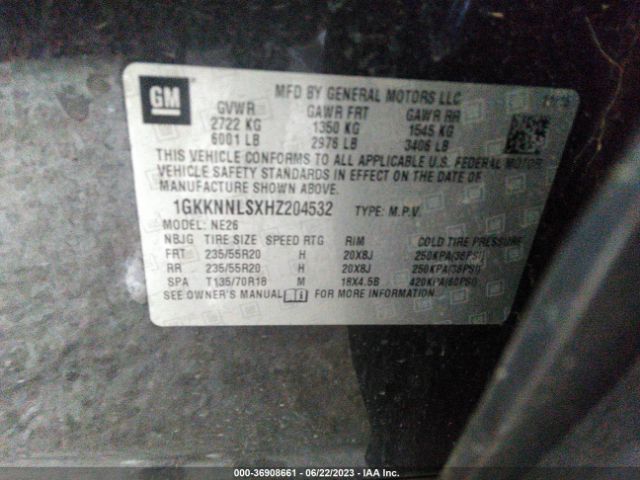 GM
MFD BY GENERAL MOTORS LLC
GVWR GAWR FRT GAWR RR
2722 KG 1350 KG 1545 KG
6001 LB 2976 LB 3406 LB
THIS VEHICLE CONFORMS TO ALL APPLICABLE U.S. FEDERAL MOTOR
VEHICLE SAFETY STANDARDS IN EFFECT ON THE DATE OF
MANUFACTURE SHOWN ABOVE.
1GKKNNLSXHZ204532 TYPE: M.P.V.
MODEL: NE26
NBJG TIRE SIZE SPEED RTG RIM COLD TIRE PRESSURE
FRT 235/55R20 H 20X8J 250KPA(36PSI)
RR 235/55R20 H 20X8J 250KPA(36PSI)
SPA T135/70R18 M 18X4.5B 420KPA(60PSI)
SEE OWNER'S MANUAL FOR ADDITIONAL INFORMATION.
000-36908661 - 06/22/2023 - IAA Inc.